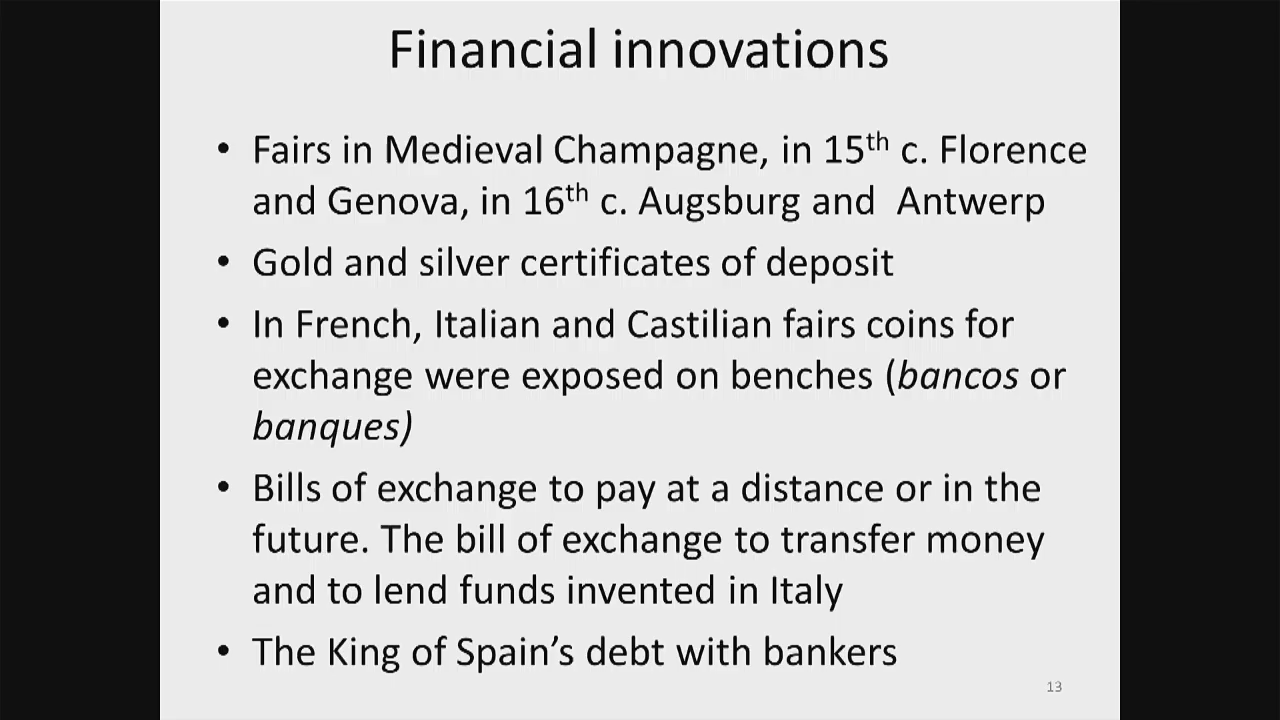 Financial innovations
• Fairs in Medieval Champagne, in 15th c. Florence
and Genova, in 16th c. Augsburg and  Antwerp
• Gold and silver certificates of deposit
• In French, Italian and Castilian fairs coins for
exchange were exposed on benches (bancos or
banques)
• Bills of exchange to pay at a distance or in the
future. The bill of exchange to transfer money
and to lend funds invented in Italy
• The King of Spain’s debt with bankers
13